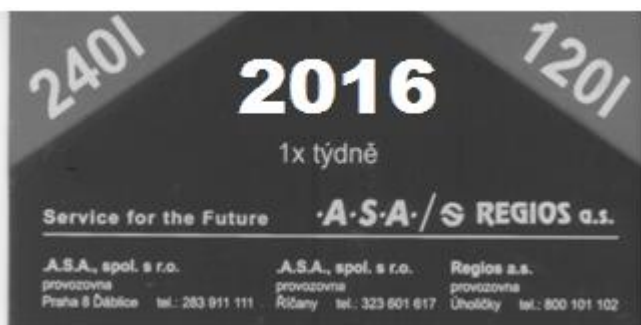 240l
120l
2016
1x týdně
Service for the Future ·A·S·A·/ REGIOS a.s.
.A.S.A., spol. s r.o. .A.S.A., spol. s r.o. Regios a.s.
provozovna provozovna provozovna
Praha 8 Ďáblice tel.: 283 911 111 Říčany tel.: 323 601 617 Úholičky tel.: 800 101 102